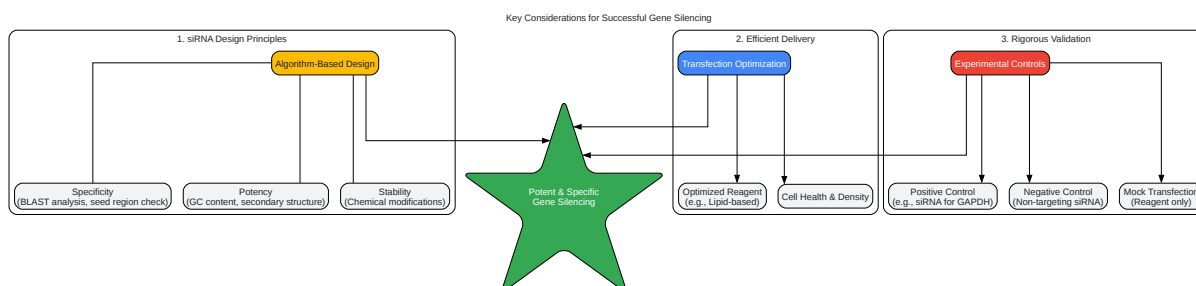 Key Considerations for Successful Gene Silencing
1. siRNA Design Principles
Algorithm-Based Design
Specificity
(BLAST analysis, seed region check)
Potency
(GC content, secondary structure)
Stability
(Chemical modifications)
Potent & Specific
Gene Silencing
2. Efficient Delivery
Transfection Optimization
Optimized Reagent
(e.g., Lipid-based)
Cell Health & Density
3. Rigorous Validation
Experimental Controls
Positive Control
(e.g., siRNA for GAPDH)
Negative Control
(Non-targeting siRNA)
Mock Transfection
(Reagent only)